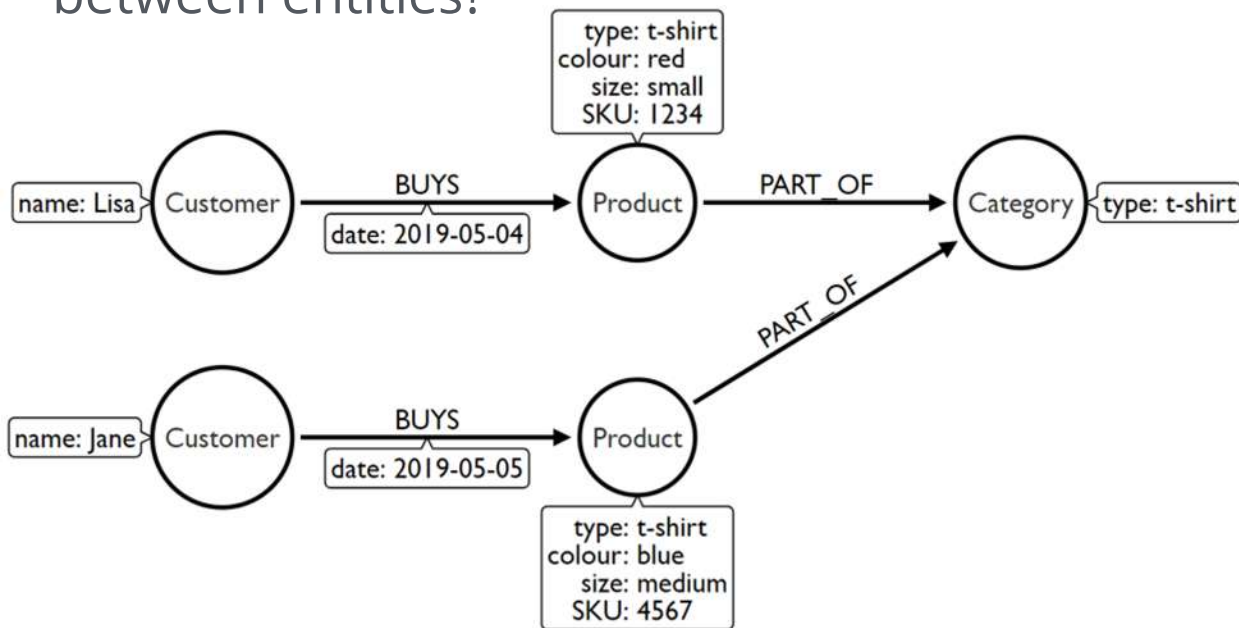 between entities?
type: t-shirt
colour: red
size: small
SKU: 1234
name: Lisa
Customer
BUYS
date: 2019-05-04
Product
PART_OF
Category
type: t-shirt
PART_OF
name: Jane
Customer
BUYS
date: 2019-05-05
Product
type: t-shirt
colour: blue
size: medium
SKU: 4567